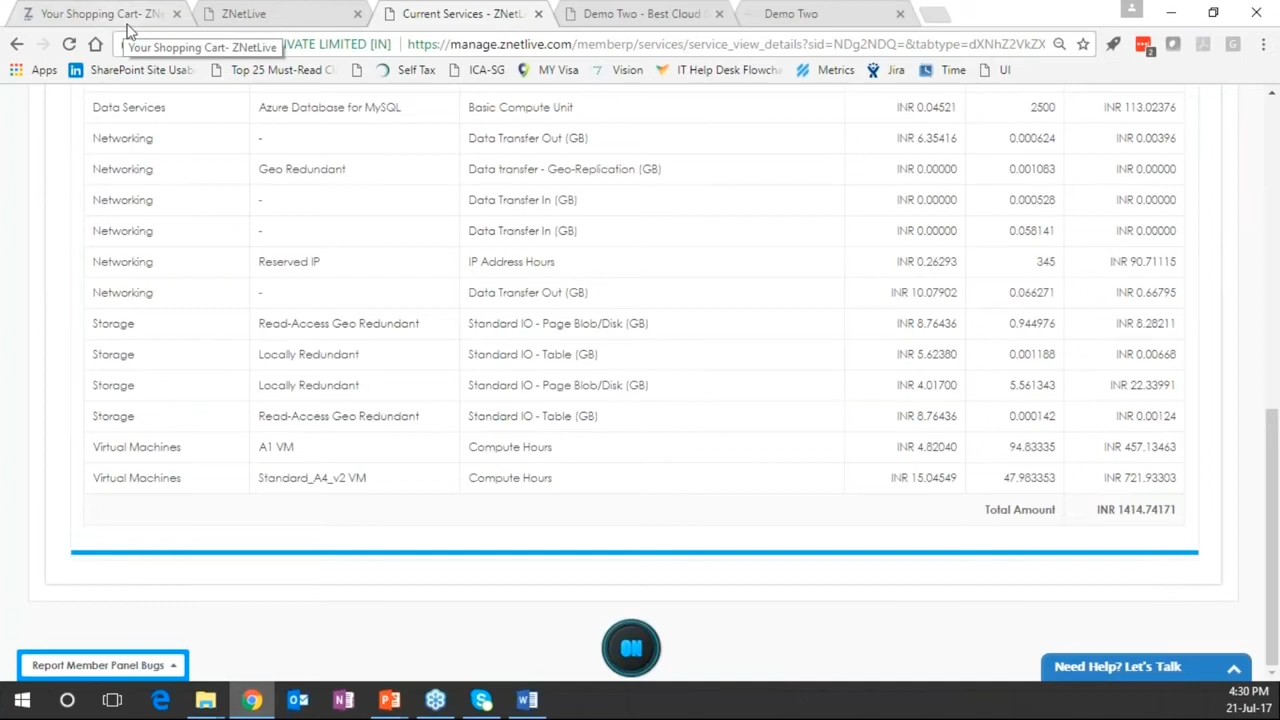 Your Shopping Cart- ZNe
ZNetLive
Current Services - ZNetL
Demo Two - Best Cloud
Demo Two
Your Shopping Cart- ZNetLive
RIVATE LIMITED [IN]
https://manage.znetlive.com/memberp/services/service_view_details?sid=NDg2NDQ=&tabtype=dXNhZ2VkZX
Apps
SharePoint Site Usab
Top 25 Must-Read Cl
Self Tax
ICA-SG
MY Visa
Vision
IT Help Desk Flowcha
Metrics
Jira
Time
UI
Data Services Azure Database for MySQL Basic Compute Unit INR 0.04521 2500 INR 113.02376
Networking - Data Transfer Out (GB) INR 6.35416 0.000624 INR 0.00396
Networking Geo Redundant Data transfer - Geo-Replication (GB) INR 0.00000 0.001083 INR 0.00000
Networking - Data Transfer In (GB) INR 0.00000 0.000528 INR 0.00000
Networking - Data Transfer In (GB) INR 0.00000 0.058141 INR 0.00000
Networking Reserved IP IP Address Hours INR 0.26293 345 INR 90.71115
Networking - Data Transfer Out (GB) INR 10.07902 0.066271 INR 0.66795
Storage Read-Access Geo Redundant Standard IO - Page Blob/Disk (GB) INR 8.76436 0.944976 INR 8.28211
Storage Locally Redundant Standard IO - Table (GB) INR 5.62380 0.001188 INR 0.00668
Storage Locally Redundant Standard IO - Page Blob/Disk (GB) INR 4.01700 5.561343 INR 22.33991
Storage Read-Access Geo Redundant Standard IO - Table (GB) INR 8.76436 0.000142 INR 0.00124
Virtual Machines A1 VM Compute Hours INR 4.82040 94.83335 INR 457.13463
Virtual Machines Standard_A4_v2 VM Compute Hours INR 15.04549 47.983353 INR 721.93303
Total Amount INR 1414.74171
ON
Report Member Panel Bugs
Need Help? Let's Talk
4:30 PM
21-Jul-17